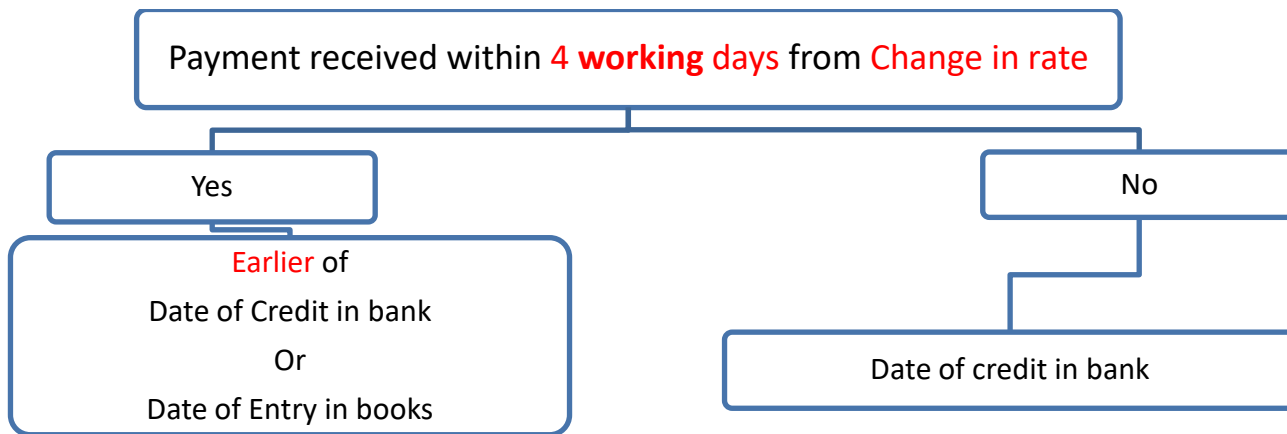 Payment received within 4 working days from Change in rate
Yes
No
Earlier of
Date of Credit in bank
Or
Date of Entry in books
Date of credit in bank